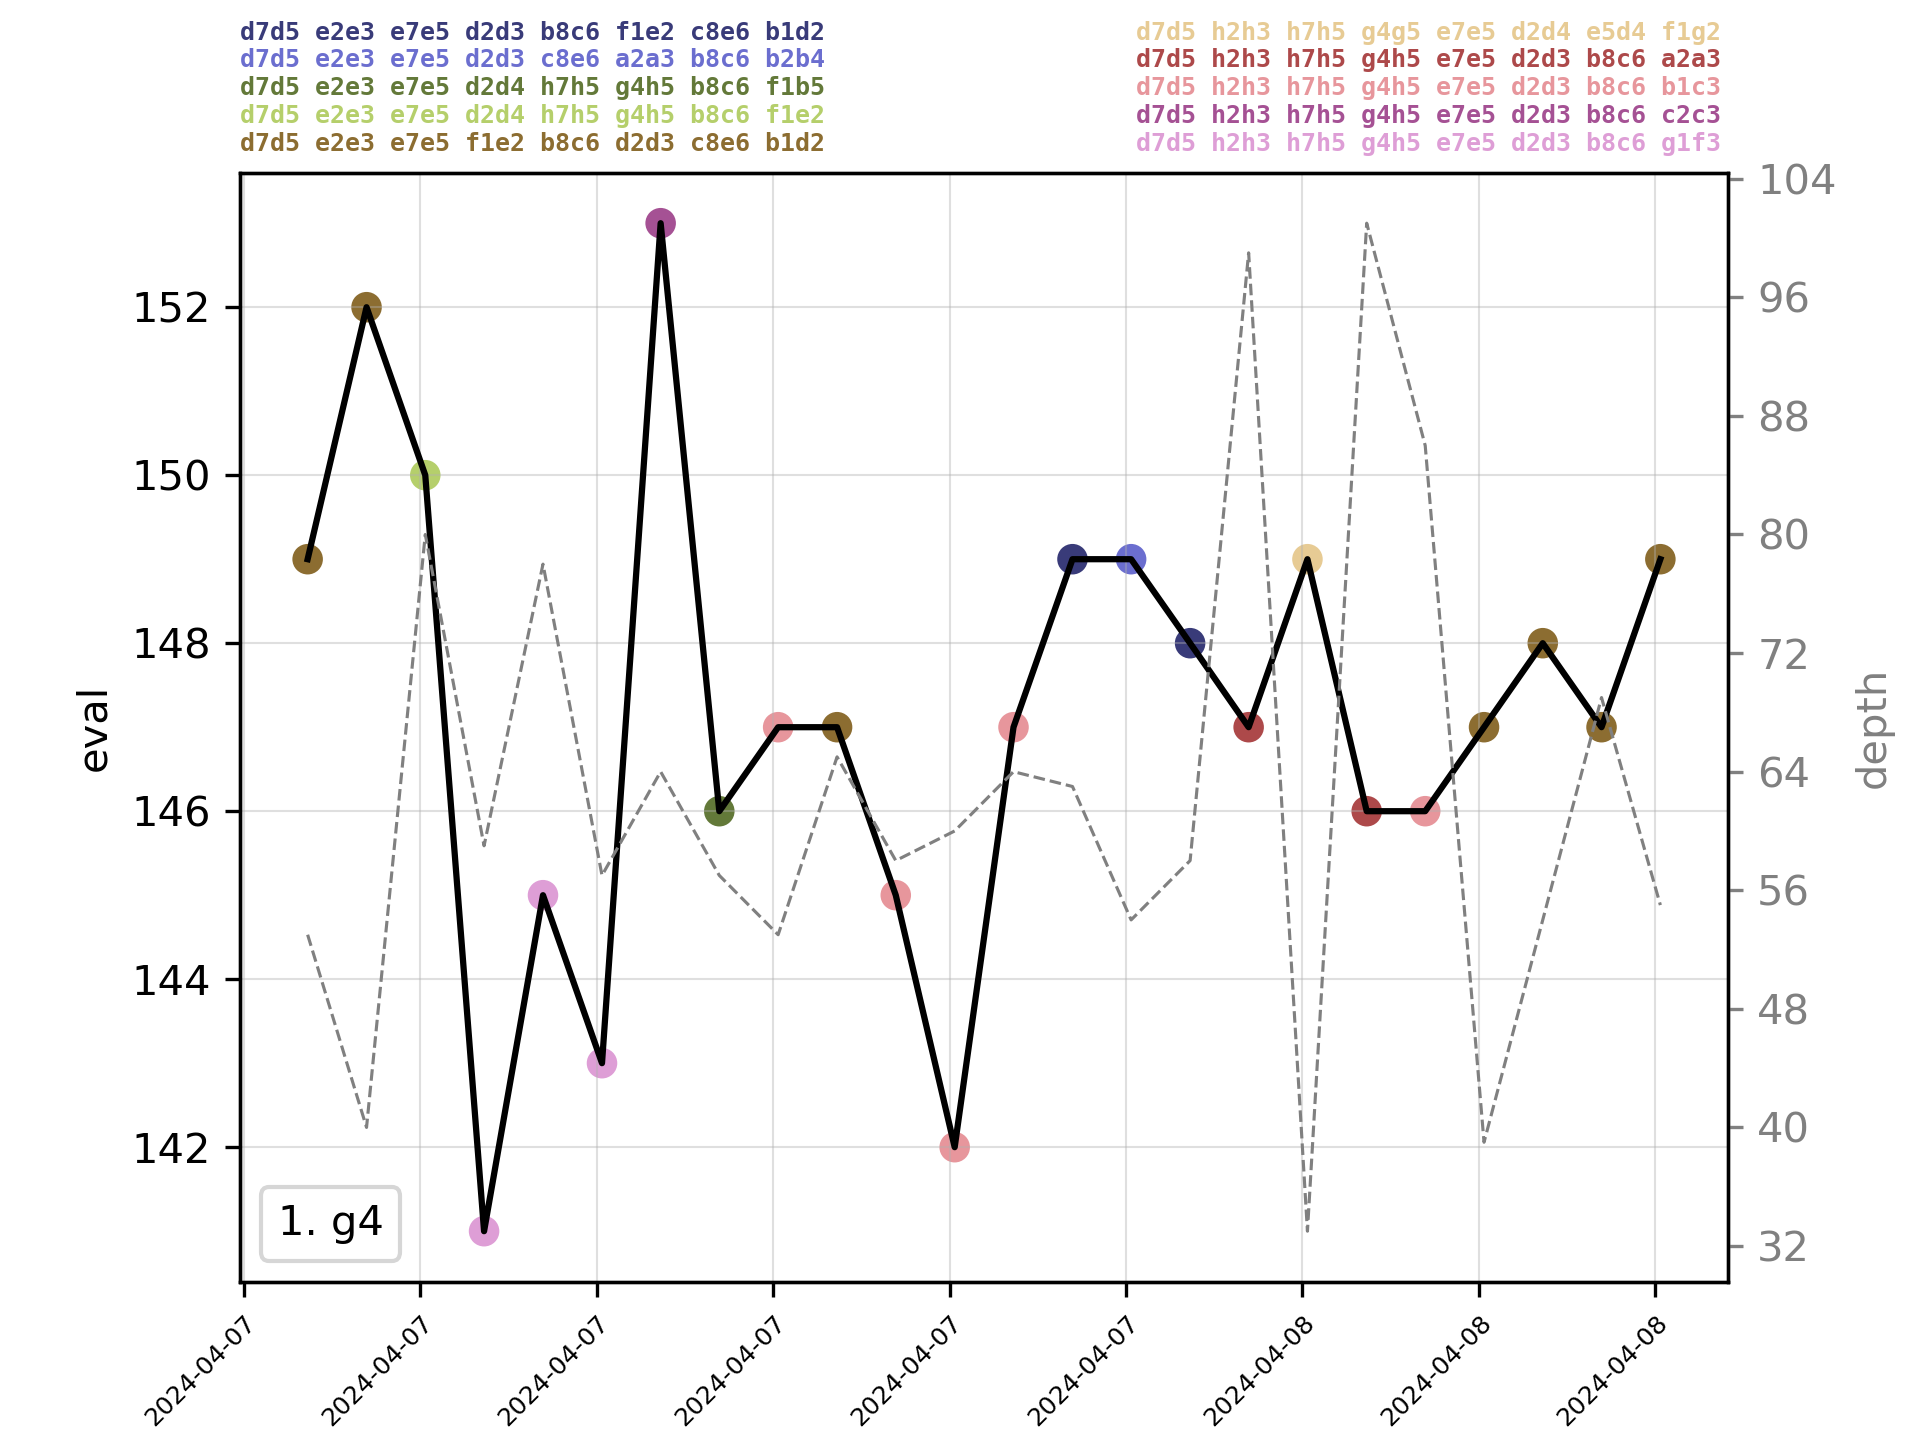 d7d5 e2e3 e7e5 d2d3 b8c6 f1e2 c8e6 b1d2
d7d5 e2e3 e7e5 d2d3 c8e6 a2a3 b8c6 b2b4
d7d5 e2e3 e7e5 d2d4 h7h5 g4h5 b8c6 f1b5
d7d5 e2e3 e7e5 d2d4 h7h5 g4h5 b8c6 f1e2
d7d5 e2e3 e7e5 f1e2 b8c6 d2d3 c8e6 b1d2
d7d5 h2h3 h7h5 g4g5 e7e5 d2d4 e5d4 f1g2
d7d5 h2h3 h7h5 g4h5 e7e5 d2d3 b8c6 a2a3
d7d5 h2h3 h7h5 g4h5 e7e5 d2d3 b8c6 b1c3
d7d5 h2h3 h7h5 g4h5 e7e5 d2d3 b8c6 c2c3
d7d5 h2h3 h7h5 g4h5 e7e5 d2d3 b8c6 g1f3
152
150
148
146
144
142
eval
104
96
88
80
72
64
56
48
40
32
depth
1. g4
2024-04-07
2024-04-07
2024-04-07
2024-04-07
2024-04-07
2024-04-07
2024-04-08
2024-04-08
2024-04-08